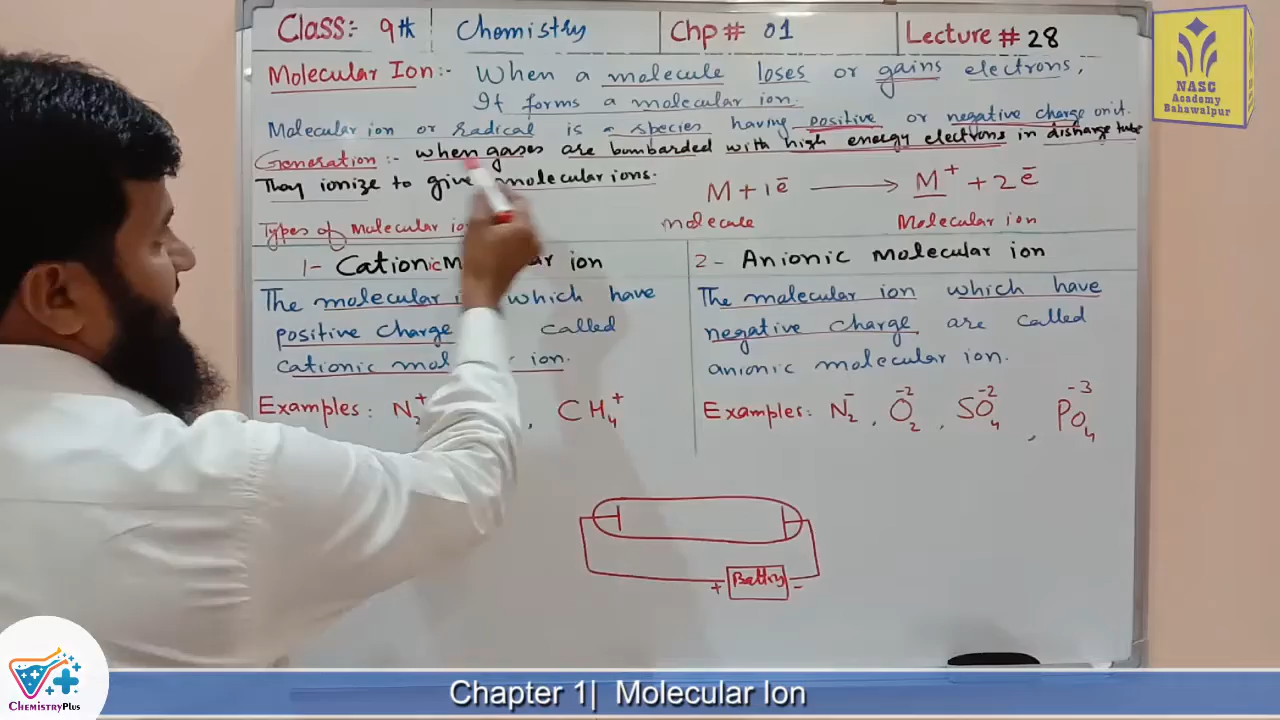 Class:- 9th Chemistry Chp# 01 Lecture # 28
NASG
Academy
Bahawalpur
Molecular Ion:- When a molecule loses or gains electrons,
It forms a molecular ion.
Molecular ion or radical is a species having positive or negative charge on it.
Generation:- when gases are bombarded with high energy electrons in disharge tube
They ionize to give molecular ions.
M + 1ē → M⁺ + 2ē
molecule Molecular ion
Types of Molecular
1- Cationic ion
2- Anionic molecular ion
The molecular which have
positive charge called
cationic ion.
The molecular ion which have
negative charge are called
anionic molecular ion.
Examples: N₂⁺ , CH₄⁺
Examples: N₂⁻, O₂⁻², SO₄⁻², PO₄⁻³
+ Battry -
ChemistryPlus
Chapter 1| Molecular Ion